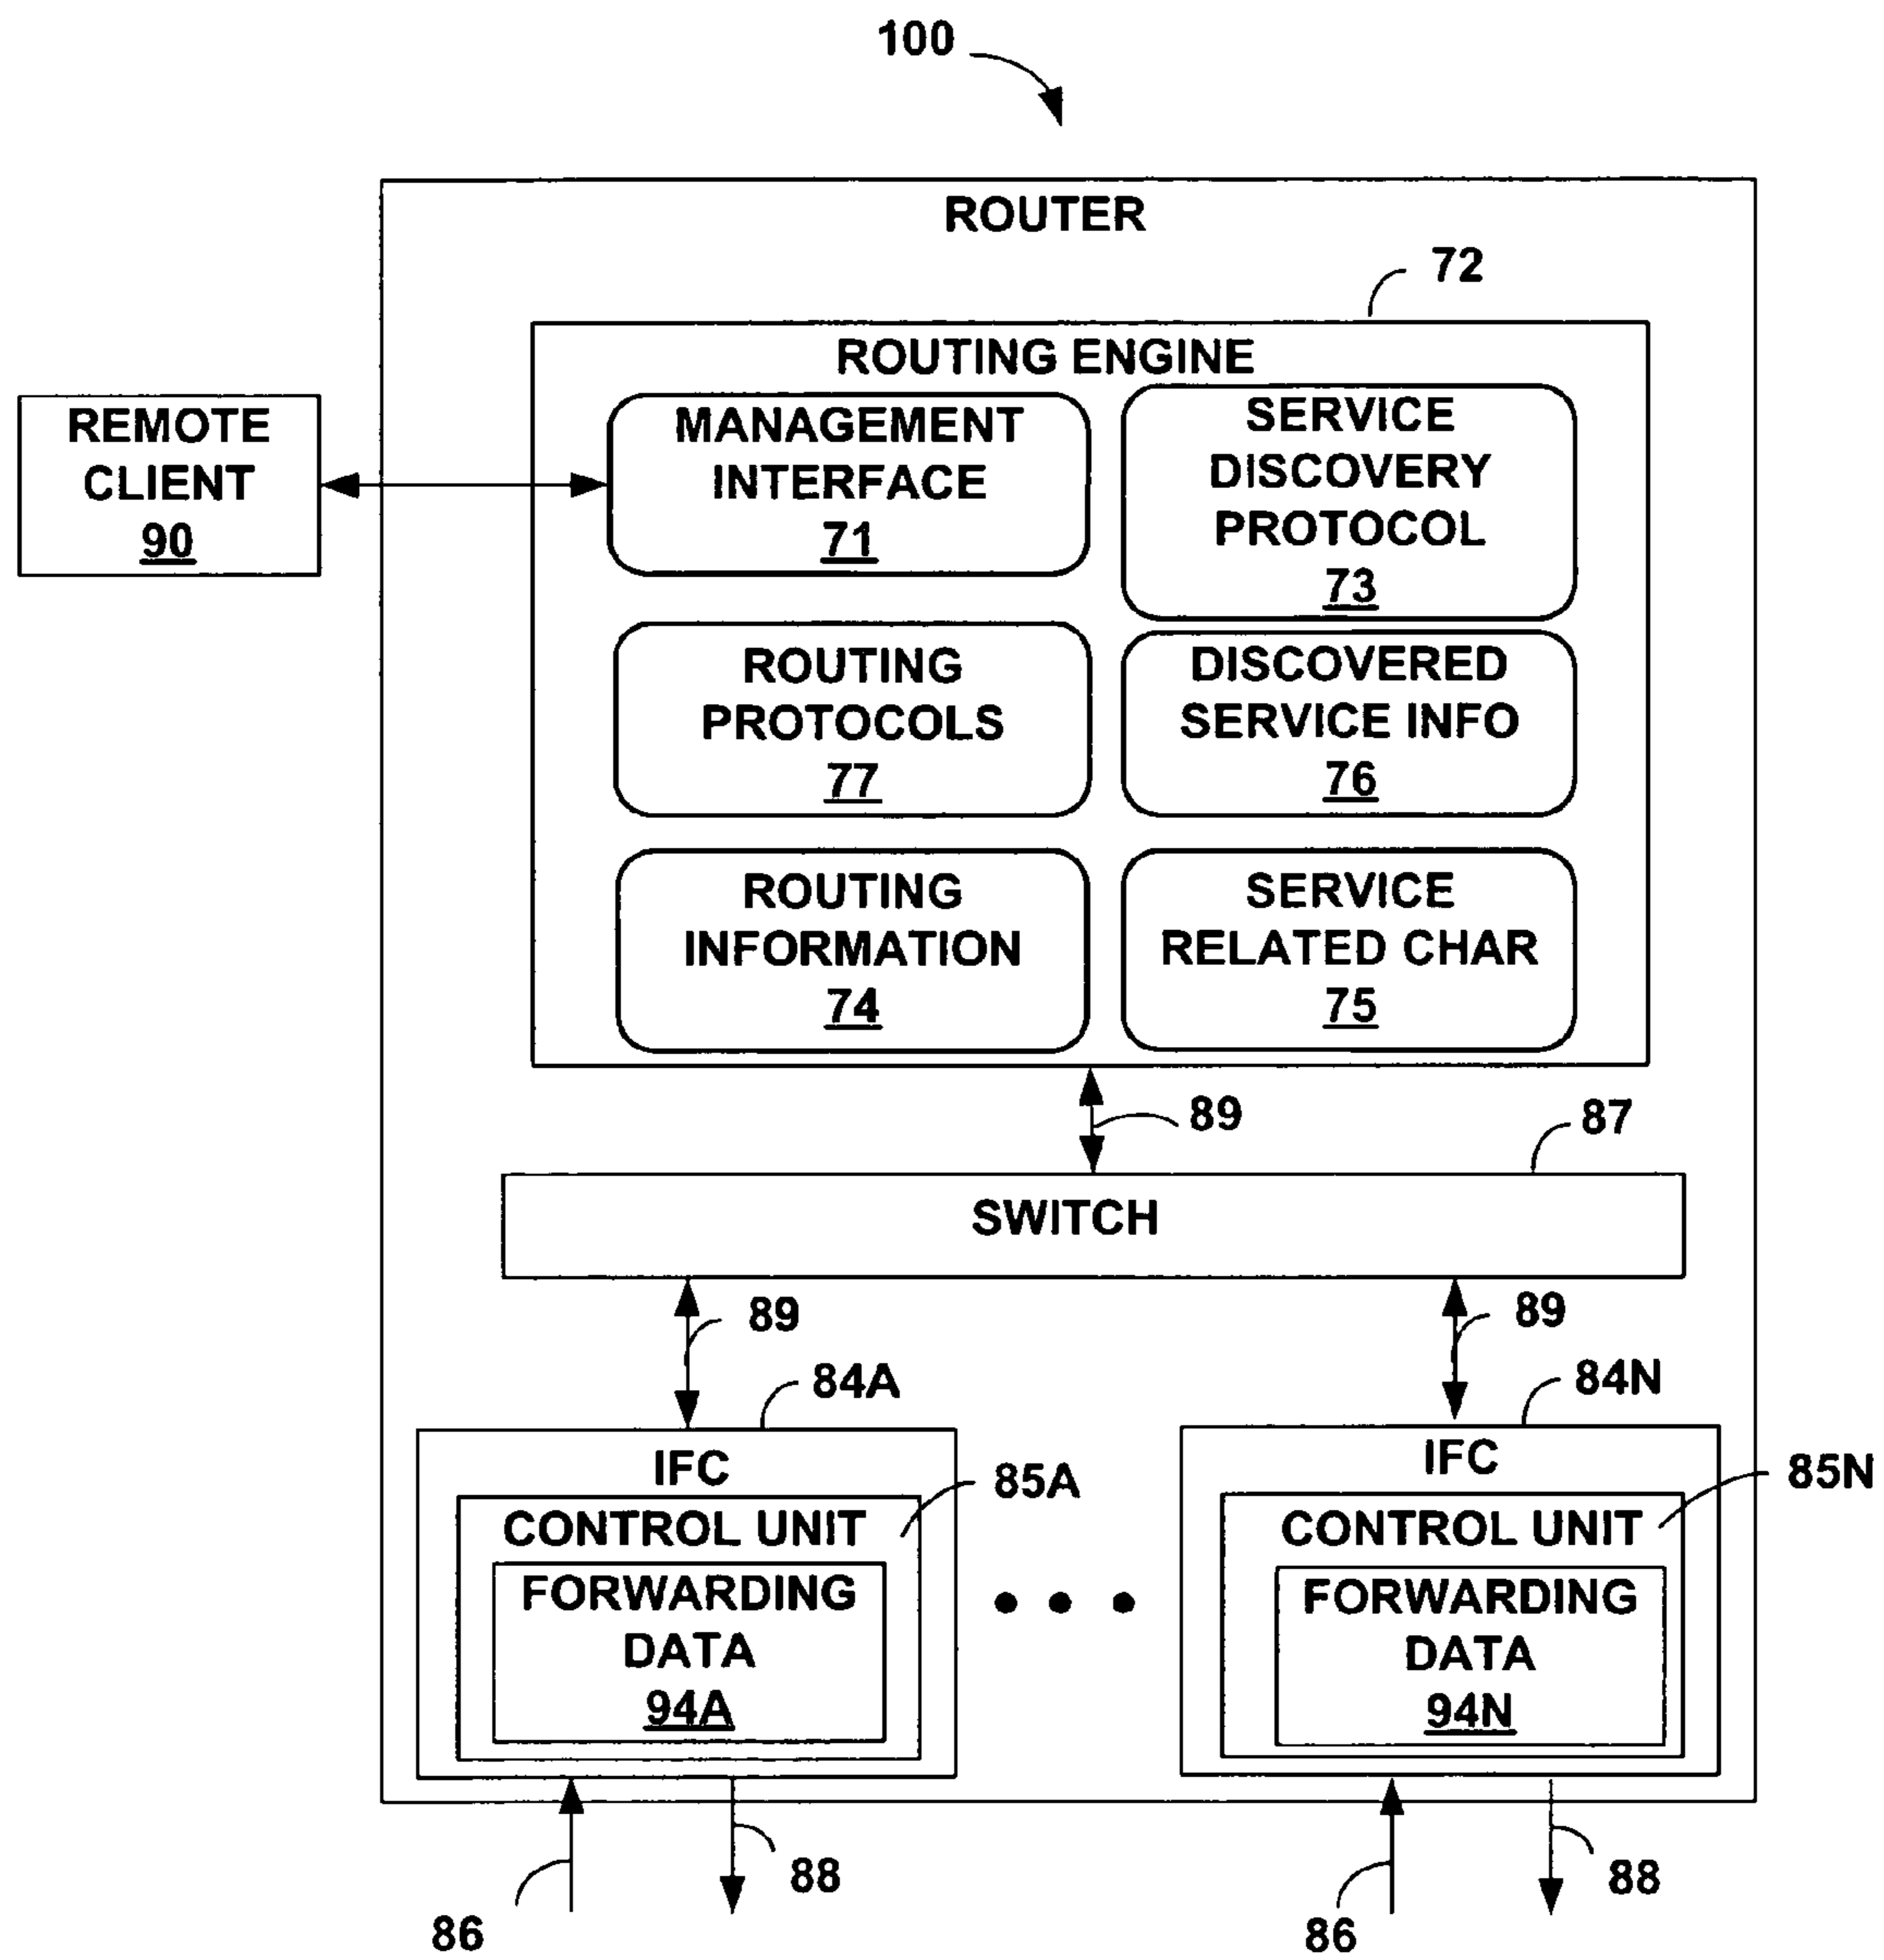 100
ROUTER
72
ROUTING ENGINE
REMOTE
CLIENT
90
MANAGEMENT
INTERFACE
71
SERVICE
DISCOVERY
PROTOCOL
73
ROUTING
PROTOCOLS
77
DISCOVERED
SERVICE INFO
76
ROUTING
INFORMATION
74
SERVICE
RELATED CHAR
75
89
87
SWITCH
89
89
84A
84N
IFC
85A
CONTROL UNIT
FORWARDING
DATA
94A
IFC
85N
CONTROL UNIT
FORWARDING
DATA
94N
86
88
86
88